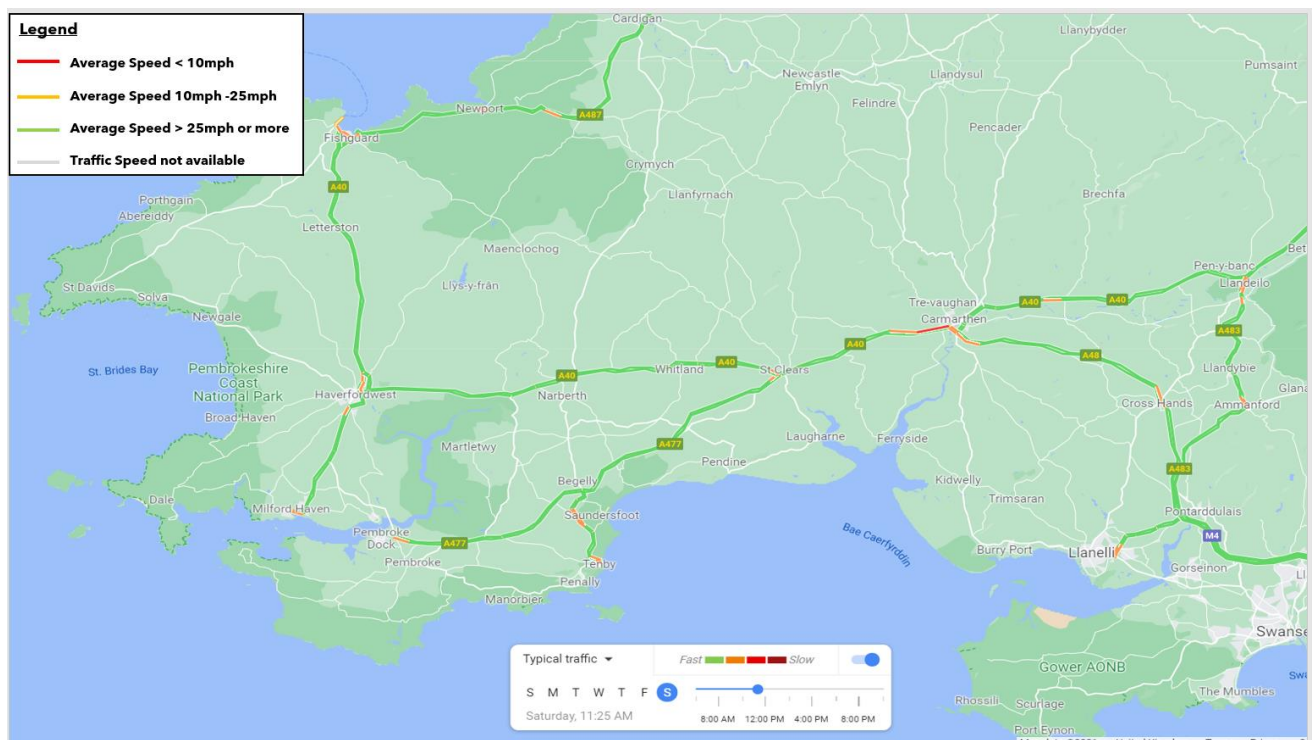 Legend
Average Speed < 10mph
Average Speed 10mph -25mph
Average Speed > 25mph or more
Traffic Speed not available
Cardigan
Llanybydder
Pumsaint
Newcastle
Emlyn
Llandysul
Felindre
Newport
A487
Pencader
Fishguard
Crymych
A40
Llanfyrnach
Brechfa
Porthgain
Abereiddy
Letterston
Maenclochog
Bet
Pen-y-banc
Llandeilo
St Davids
Solva
Llys-y-frân
Newgale
Tre-vaughan
Carmarthen
A40
A40
A483
A40
A48
St. Brides Bay
Pembrokeshire
Coast
National Park
A40
Whitland
A40
St Clears
Llandybie
Haverfordwest
Narberth
Cross Hands
Ammanford
Glana
Broad Haven
Martletwy
A477
Laugharne
Ferryside
Pendine
A483
Begelly
Kidwelly
Trimsaran
Dale
Milford Haven
Saundersfoot
Pontarddulais
Pembroke
Dock
A477
Bae Caerfyrddin
M4
Pembroke
Tenby
Penally
Burry Port
Llanelli
Gorseinon
Ll
Manorbier
Swanse
Typical traffic
Fast
Slow
Gower AONB
Swa
S M T W T F S
The Mumbles
Saturday, 11:25 AM
8:00 AM 12:00 PM 4:00 PM 8:00 PM
Rhossili
Scurlage
Port Eynon